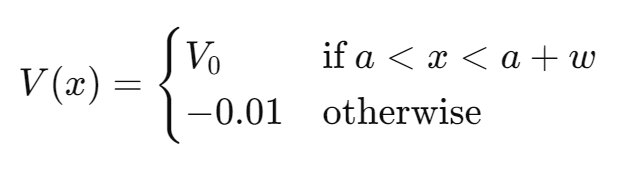 V(x) = { V₀ if a < x < a + w
−0.01 otherwise